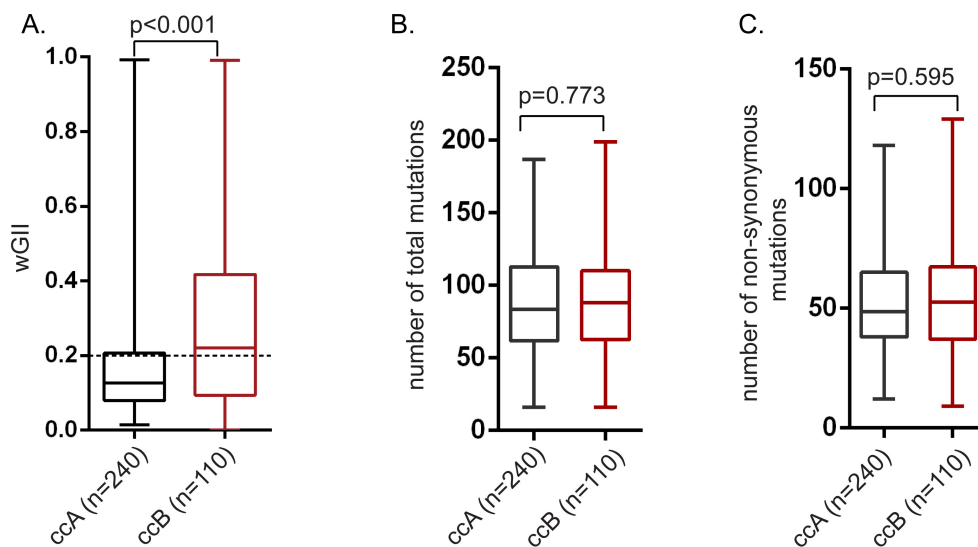 A.
p<0.001
wGII
1.0
0.8
0.6
0.4
0.2
0.0
ccA (n=240)
ccB (n=110)
B.
p=0.773
number of total mutations
250
200
150
100
50
0
ccA (n=240)
ccB (n=110)
C.
p=0.595
number of non-synonymous
mutations
150
100
50
0
ccA (n=240)
ccB (n=110)